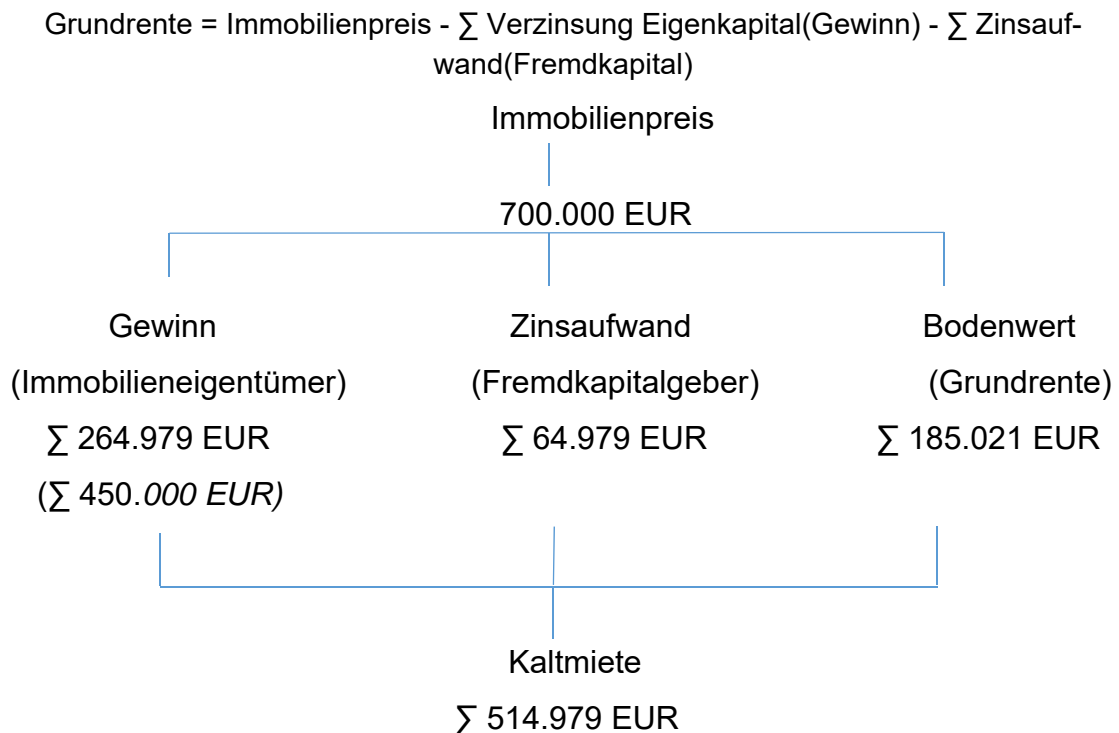 Grundrente = Immobilienpreis - ∑ Verzinsung Eigenkapital(Gewinn) - ∑ Zinsauf-
wand(Fremdkapital)
Immobilienpreis
700.000 EUR
Gewinn Zinsaufwand Bodenwert
(Immobilieneigentümer) (Fremdkapitalgeber) (Grundrente)
∑ 264.979 EUR ∑ 64.979 EUR ∑ 185.021 EUR
(∑ 450.000 EUR)
Kaltmiete
∑ 514.979 EUR